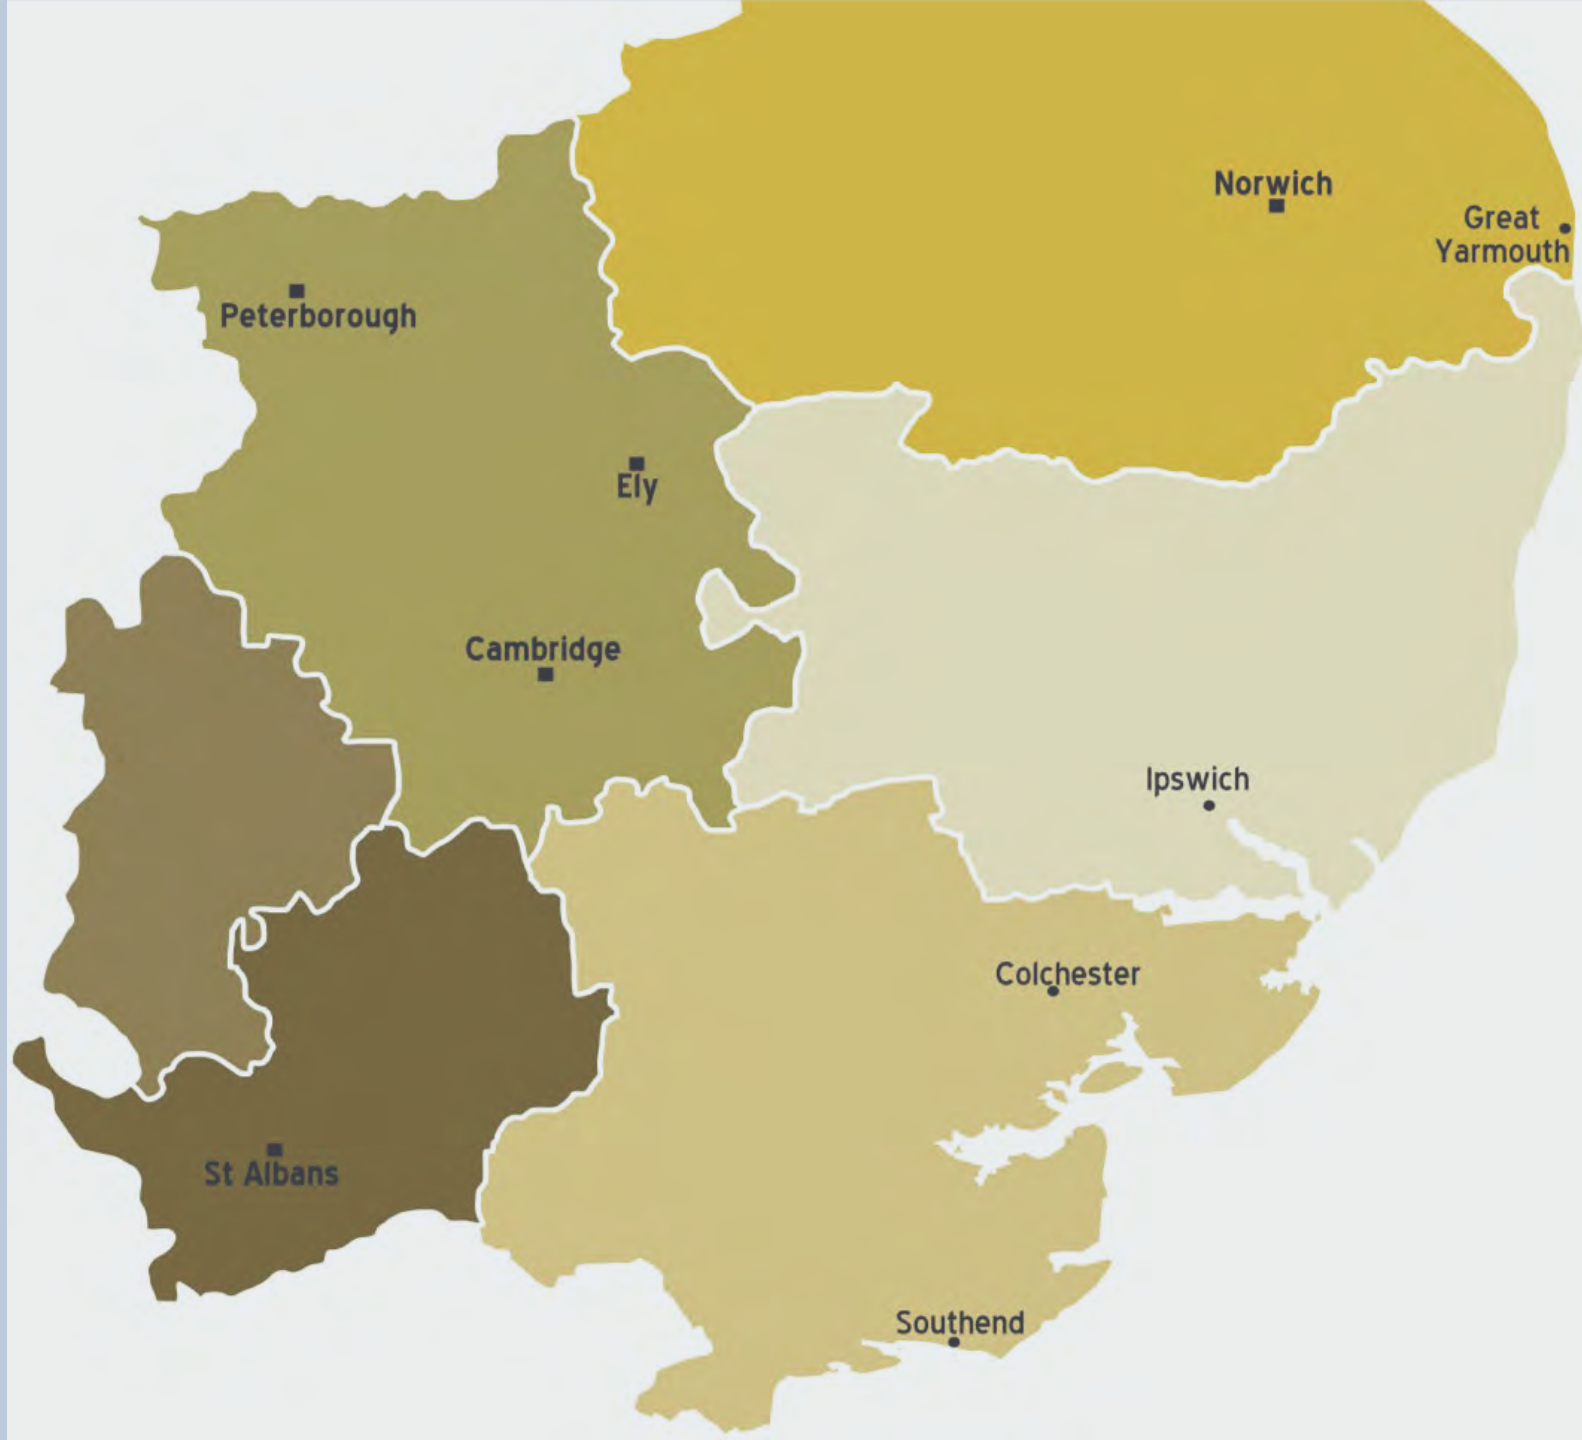 Norwich
Great
Yarmouth
Peterborough
Ely
Cambridge
Ipswich
Colchester
St Albans
Southend